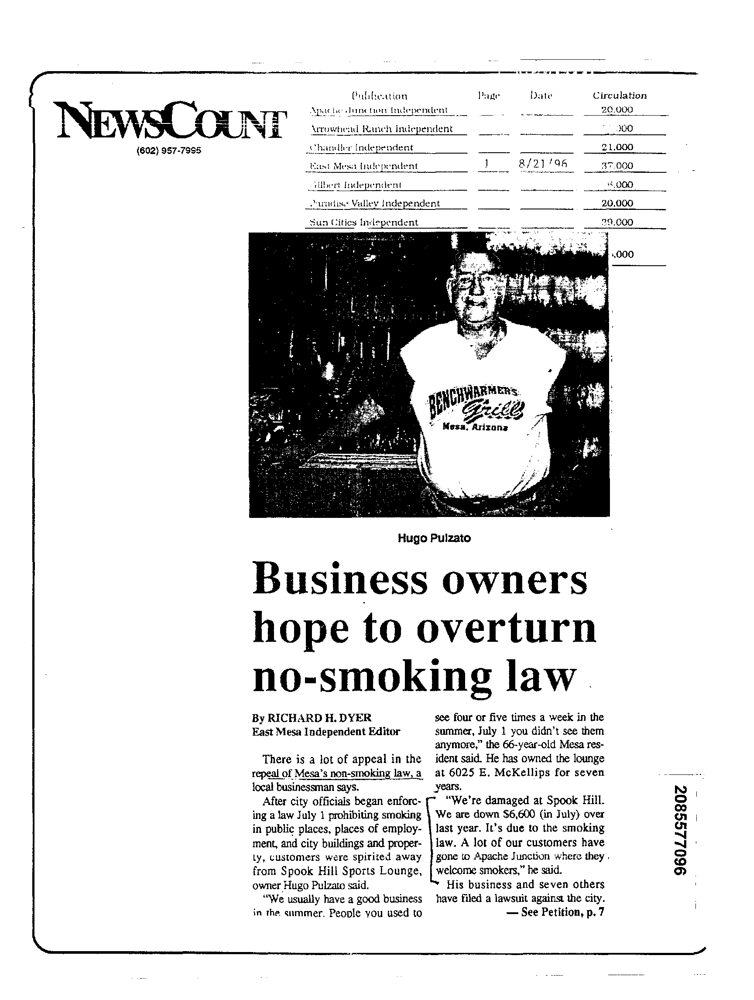 NEWSCOUNT
(602) 957-7995
Publication Page Date Circulation
Apache Junction Independent 20,000
Arrowhead Ranch Independent 000
Chandler Independent 21,000
East Mesa Independent 1 8/21/96 37,000
Gilbert Independent ,000
Paradise Valley Independent 20,000
Sun Cities Independent 29,000
,000
BENCHWARMER'S
Grill
Mesa, Arizona
Hugo Pulzato
Business owners
hope to overturn
no-smoking law
By RICHARD H. DYER
East Mesa Independent Editor
There is a lot of appeal in the
repeal of Mesa's non-smoking law, a
local businessman says.
After city officials began enforc-
ing a law July 1 prohibiting smoking
in public places, places of employ-
ment, and city buildings and proper-
ty, customers were spirited away
from Spook Hill Sports Lounge,
owner Hugo Pulzato said.
"We usually have a good business
in the summer. People you used to
see four or five times a week in the
summer, July 1 you didn't see them
anymore," the 66-year-old Mesa res-
ident said. He has owned the lounge
at 6025 E. McKellips for seven
years.
"We're damaged at Spook Hill.
We are down $6,600 (in July) over
last year. It's due to the smoking
law. A lot of our customers have
gone to Apache Junction where they
welcome smokers," he said.
His business and seven others
have filed a lawsuit against the city.
— See Petition, p. 7
2085577096